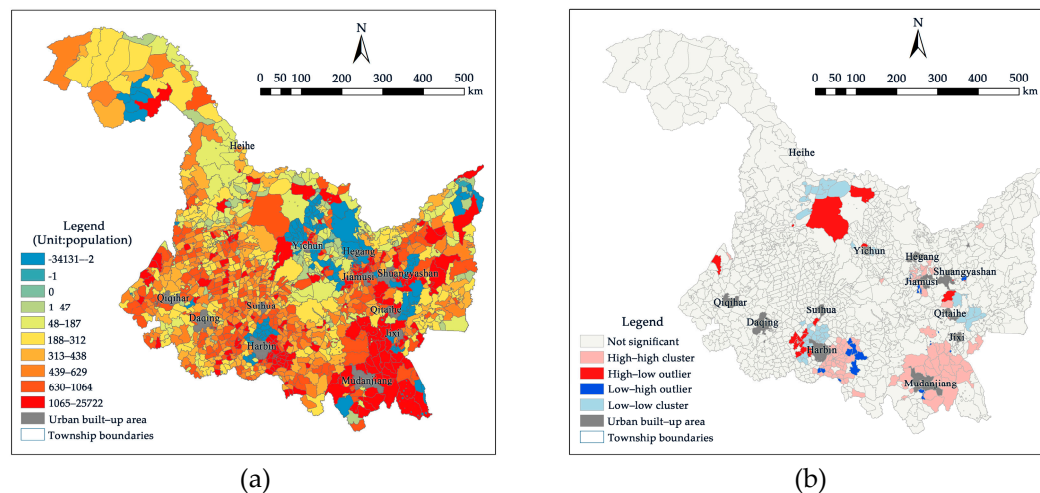 N
0 50 100 200 300 400 500
km
Heihe
Legend
(Unit:population)
-34131—-2
-1
0
1 47
48–187
188–312
313–438
439–629
630–1064
1065–25722
Urban built–up area
Township boundaries
Yichun
Hegang
Jiamusi
Shuangyashan
Qiqihar
Suihua
Qitaihe
Daqing
Jixi
Harbin
Mudanjiang
(a)
N
0 50 100 200 300 400 500
km
Heihe
Yichun
Hegang
Shuangyashan
Jiamusi
Qiqihar
Suihua
Qitaihe
Daqing
Jixi
Harbin
Mudanjiang
Legend
Not significant
High–high cluster
High–low outlier
Low–high outlier
Low–low cluster
Urban built–up area
Township boundaries
(b)